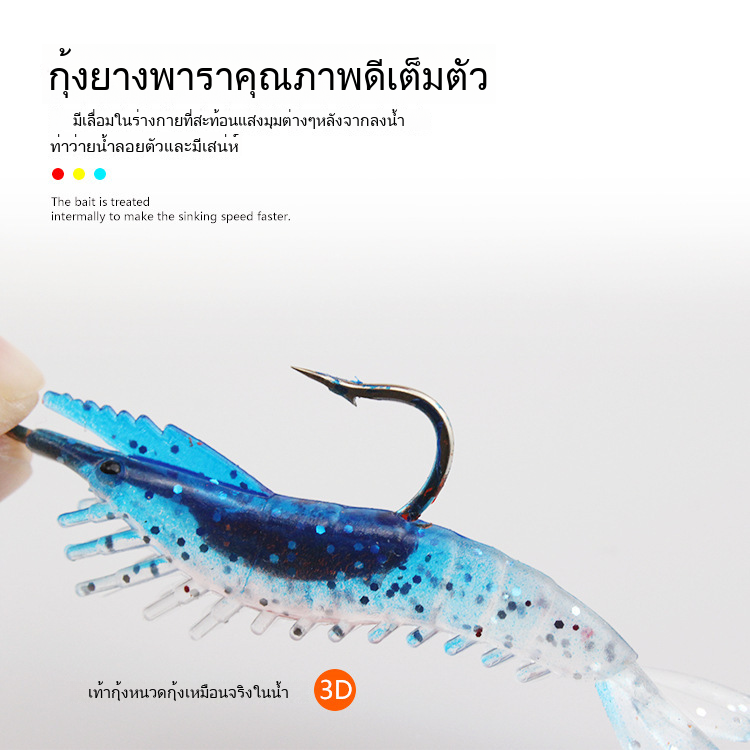 กุ้งยางพาราคุณภาพดีเต็มตัว
มีเลื่อมในร่างกายที่สะท้อนแสงมุมต่างๆหลังจากลงน้ำ
ท่าว่ายน้ำลอยตัวและมีเสน่ห์
The bait is treated
intermally to make the sinking speed faster.
เท้ากุ้งหนวดกุ้งเหมือนจริงในน้ำ 3D